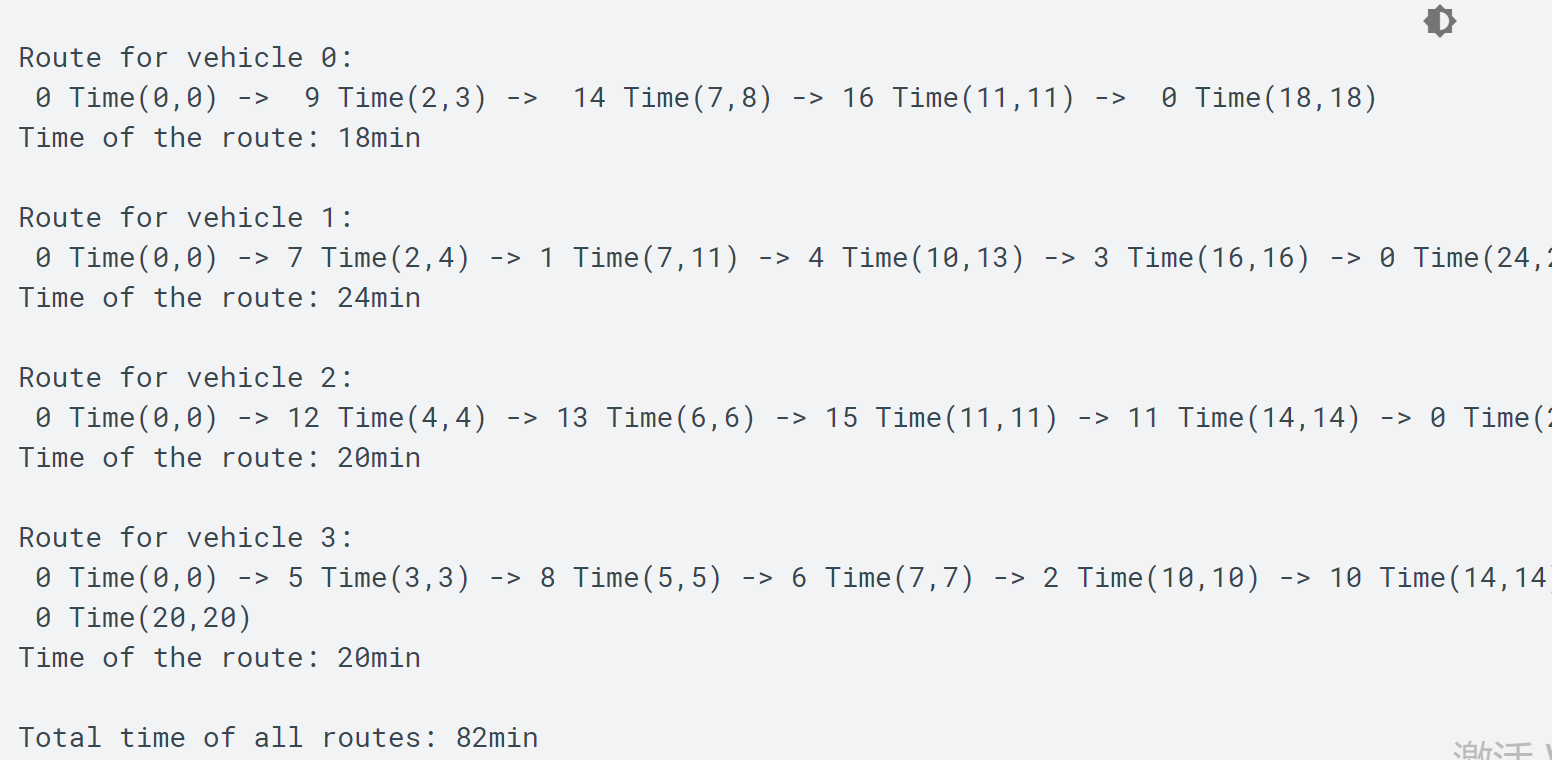 Route for vehicle 0:
0 Time(0,0) -> 9 Time(2,3) -> 14 Time(7,8) -> 16 Time(11,11) -> 0 Time(18,18)
Time of the route: 18min
Route for vehicle 1:
0 Time(0,0) -> 7 Time(2,4) -> 1 Time(7,11) -> 4 Time(10,13) -> 3 Time(16,16) -> 0 Time(24,2
Time of the route: 24min
Route for vehicle 2:
0 Time(0,0) -> 12 Time(4,4) -> 13 Time(6,6) -> 15 Time(11,11) -> 11 Time(14,14) -> 0 Time(2
Time of the route: 20min
Route for vehicle 3:
0 Time(0,0) -> 5 Time(3,3) -> 8 Time(5,5) -> 6 Time(7,7) -> 2 Time(10,10) -> 10 Time(14,14)
0 Time(20,20)
Time of the route: 20min
Total time of all routes: 82min
激活